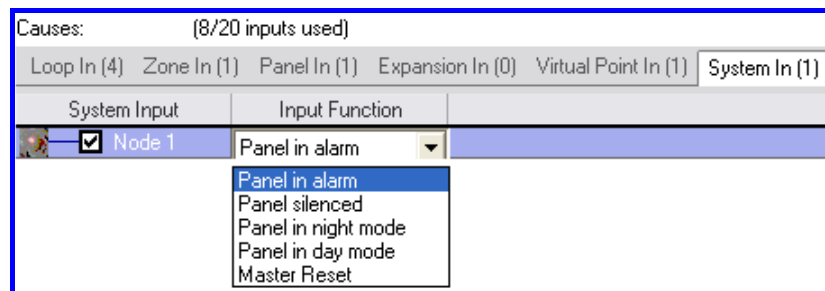 Causes: (8/20 inputs used)
Loop In (4) Zone In (1) Panel In (1) Expansion In (0) Virtual Point In (1) System In (1)
System Input Input Function
Node 1 Panel in alarm
Panel in alarm
Panel silenced
Panel in night mode
Panel in day mode
Master Reset